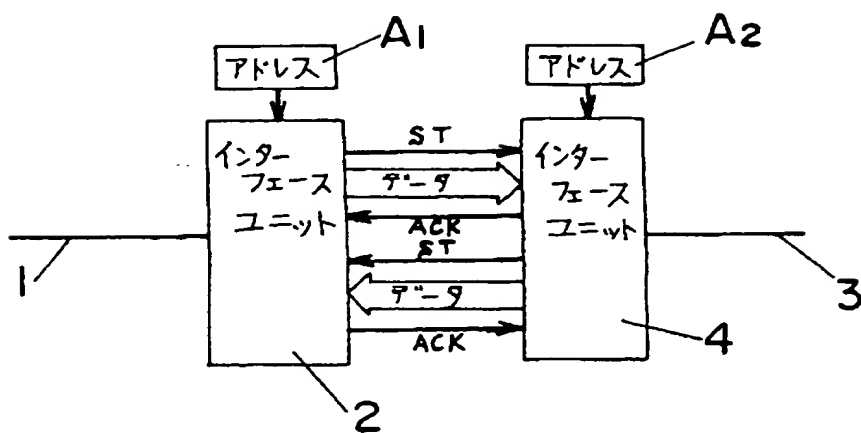 A1
アドレス
A2
アドレス
インター
フェース
ユニット
ST
データ
ACK
ST
データ
ACK
インター
フェース
ユニット
1
2
3
4